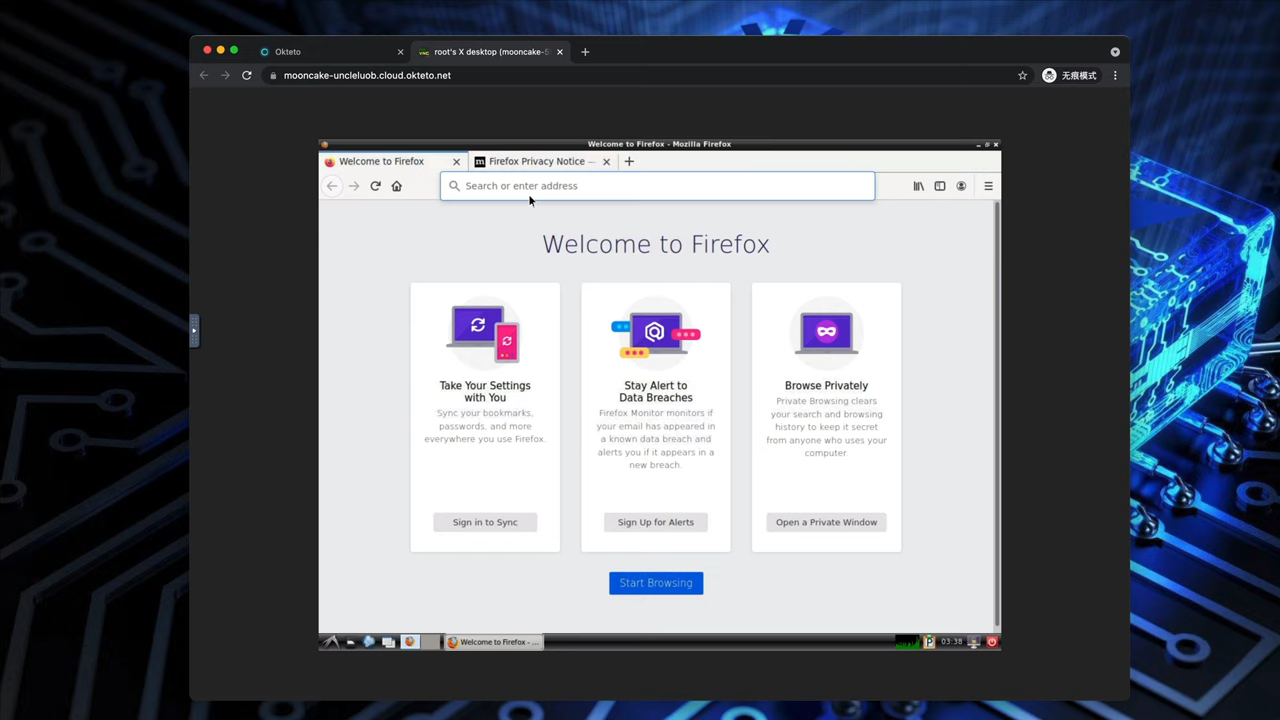 Okteto
root's X desktop (mooncake-5
mooncake-uncleluob.cloud.okteto.net
无痕模式
Welcome to Firefox - Mozilla Firefox
Welcome to Firefox
Firefox Privacy Notice —
Search or enter address
Welcome to Firefox
Take Your Settings
with You
Sync your bookmarks,
passwords, and more
everywhere you use Firefox.
Sign in to Sync
Stay Alert to
Data Breaches
Firefox Monitor monitors if
your email has appeared in
a known data breach and
alerts you if it appears in a
new breach.
Sign Up for Alerts
Browse Privately
Private Browsing clears
your search and browsing
history to keep it secret
from anyone who uses your
computer.
Open a Private Window
Start Browsing
Welcome to Firefox - ...
03:38